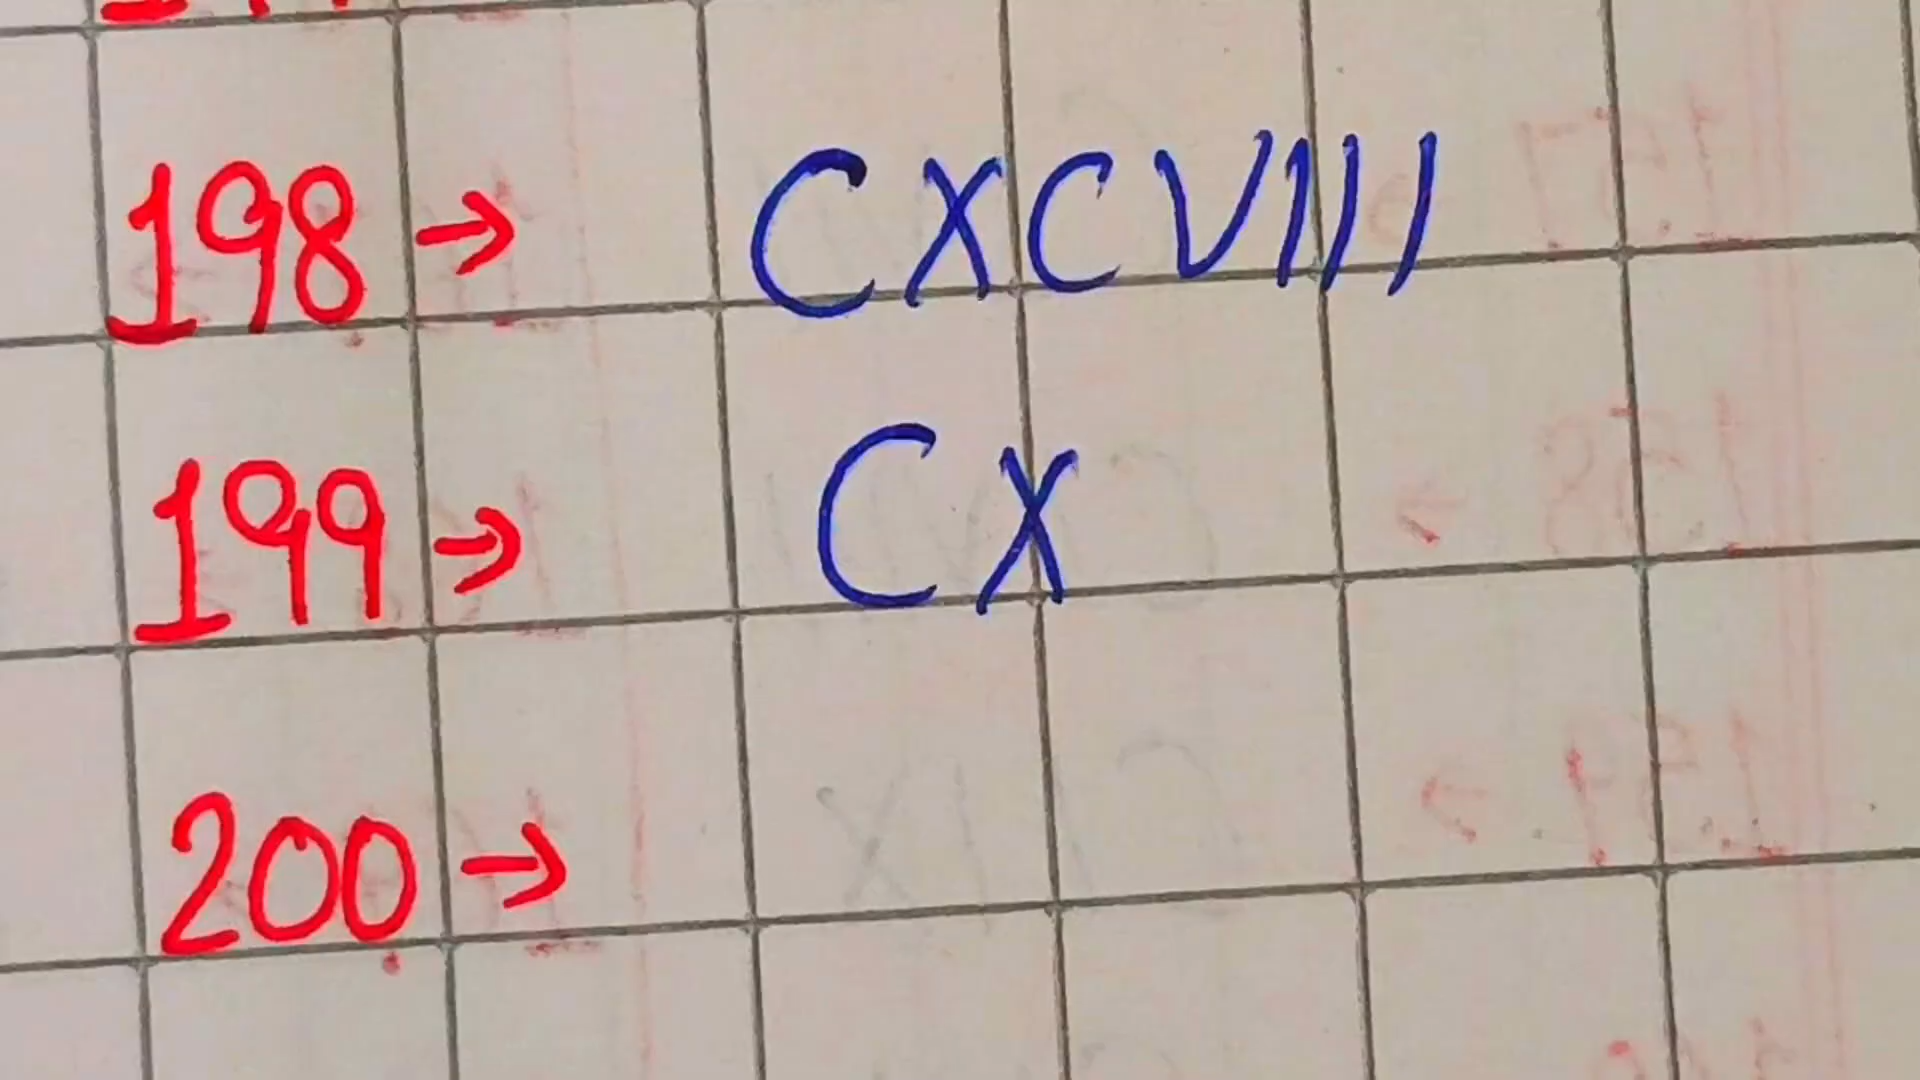 198 → CXCVIII
199 → CX
200 →